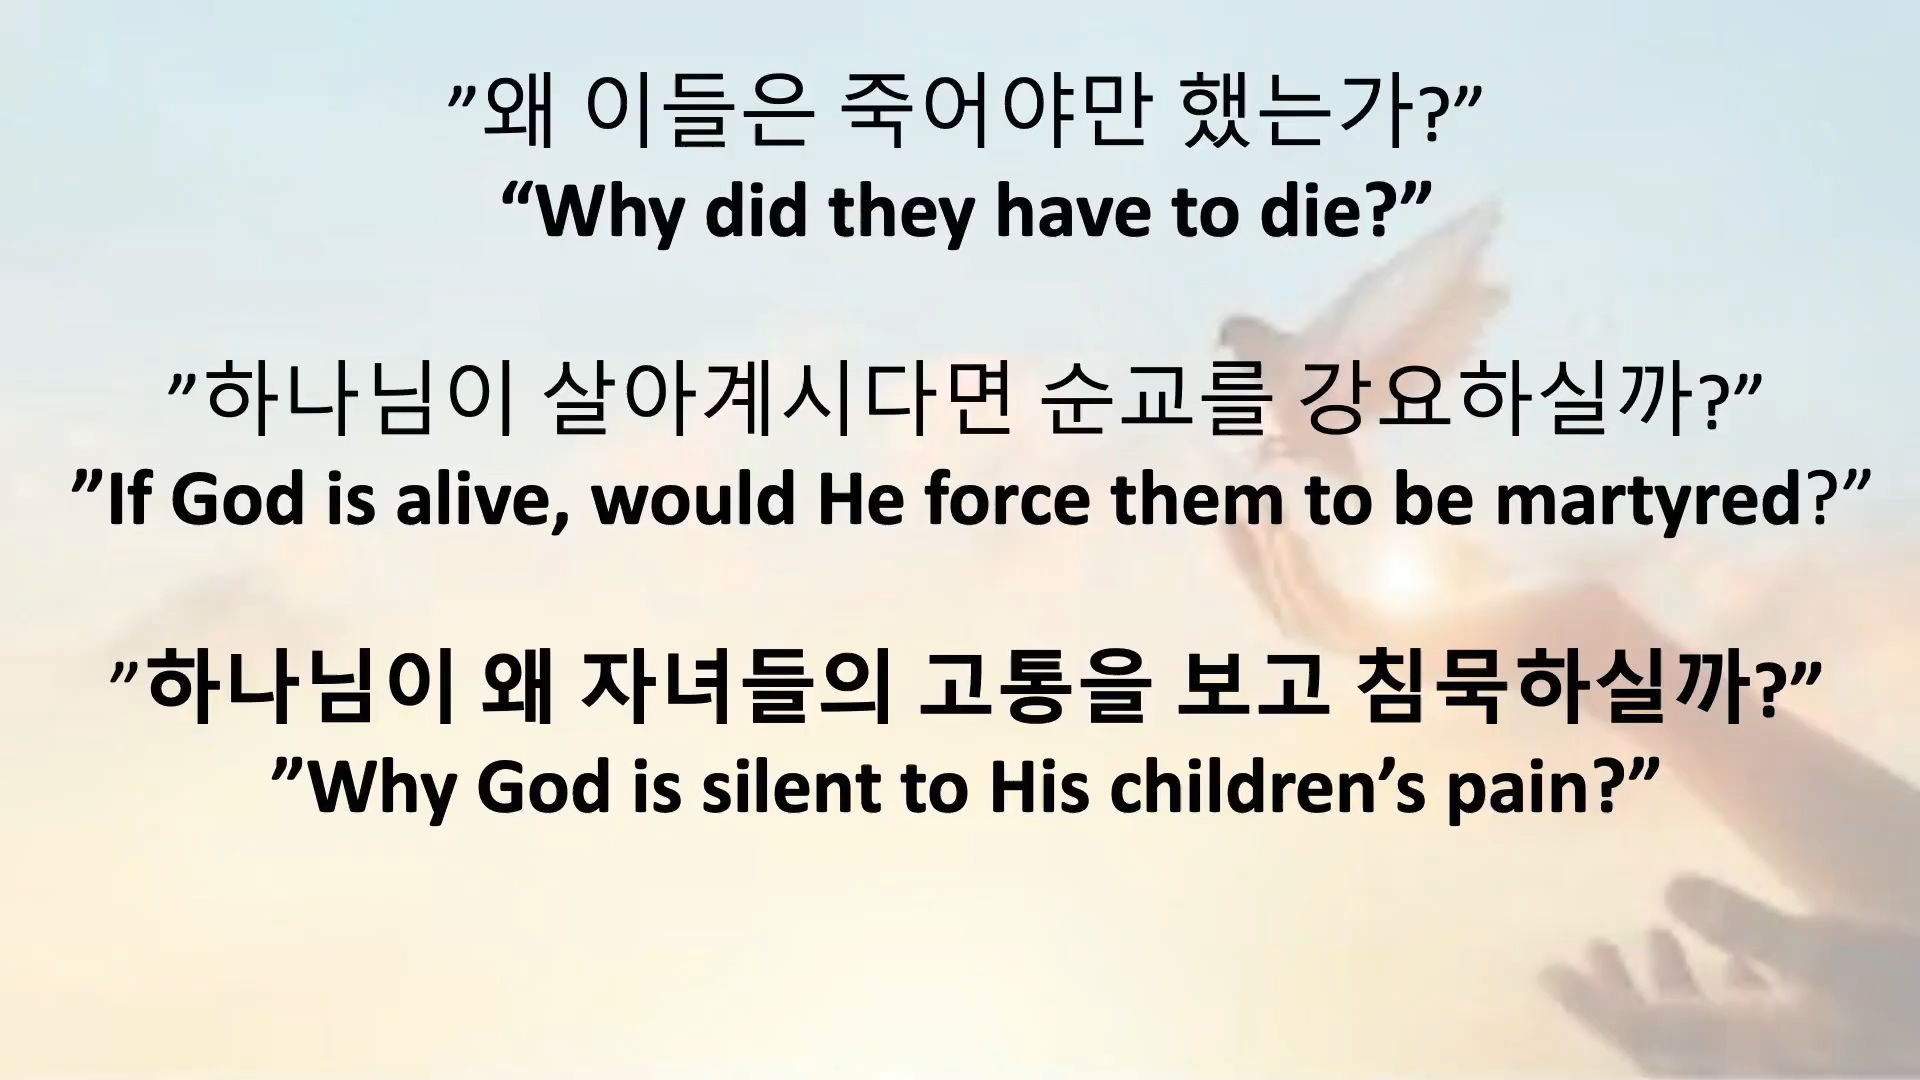 ”왜 이들은 죽어야만 했는가?”
“Why did they have to die?”
”하나님이 살아계시다면 순교를 강요하실까?”
”If God is alive, would He force them to be martyred?”
”하나님이 왜 자녀들의 고통을 보고 침묵하실까?”
”Why God is silent to His children’s pain?”